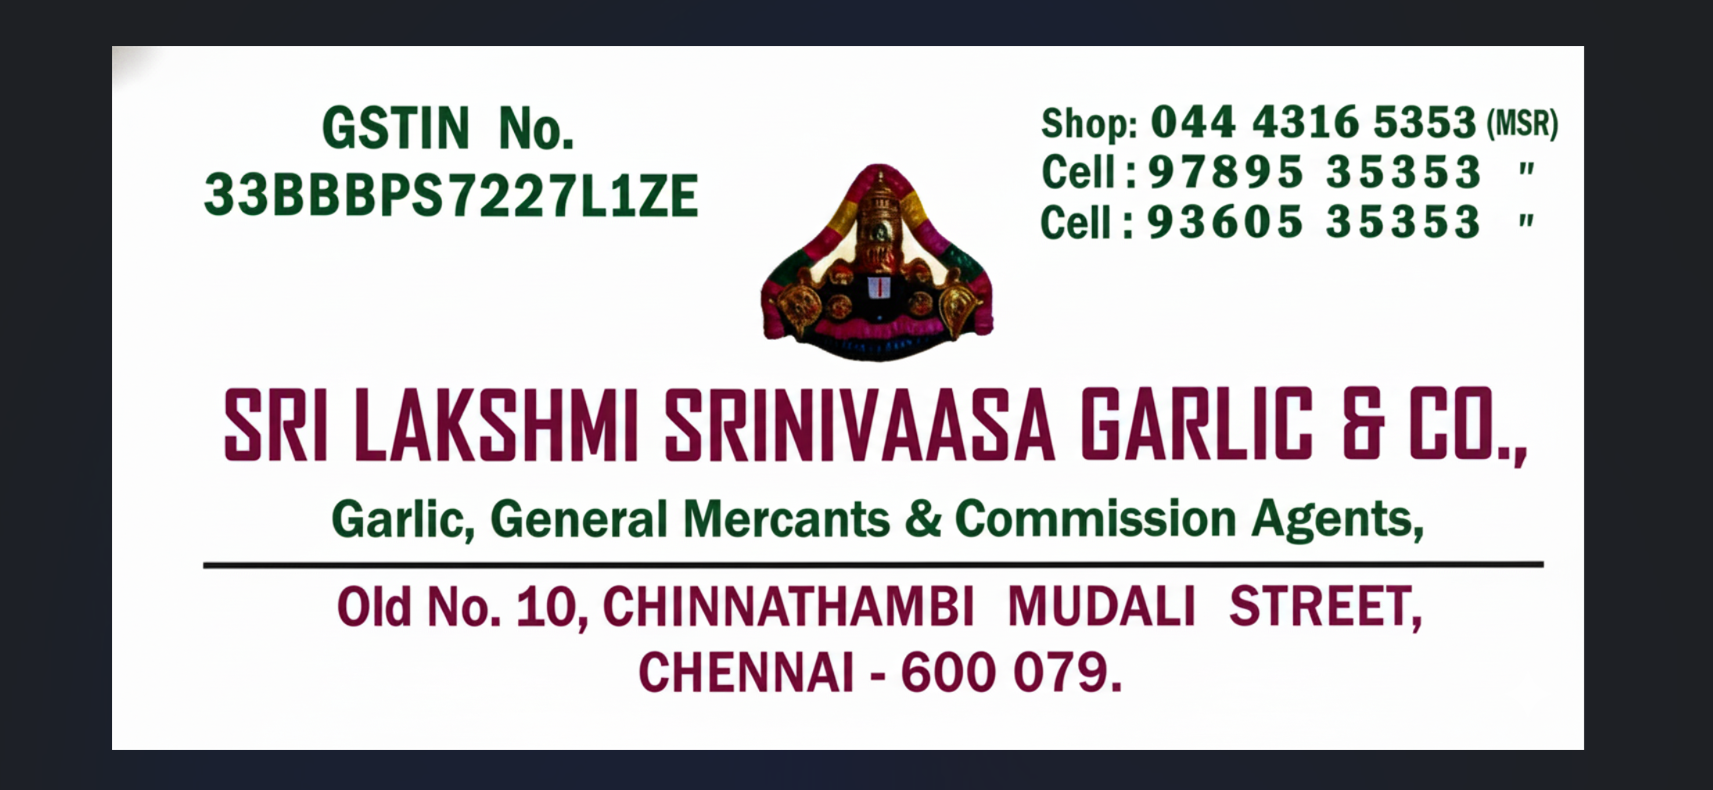 GSTIN No.
33BBBPS7227L1ZE
Shop: 044 4316 5353 (MSR)
Cell : 97895 35353 "
Cell : 93605 35353 "
SRI LAKSHMI SRINIVAASA GARLIC & CO.,
Garlic, General Mercants & Commission Agents,
Old No. 10, CHINNATHAMBI MUDALI STREET,
CHENNAI - 600 079.